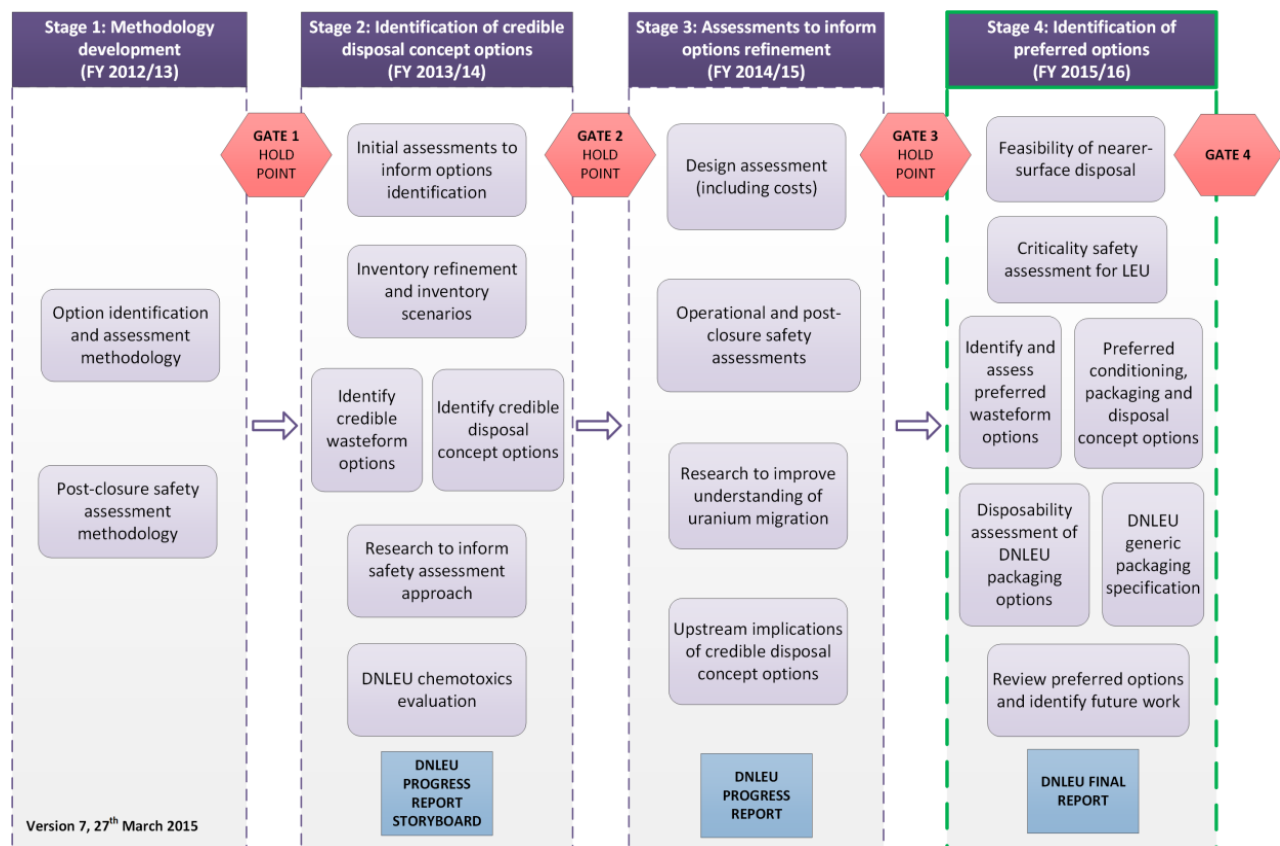 Stage 1: Methodology
development
(FY 2012/13)
Option identification
and assessment
methodology
Post-closure safety
assessment
methodology
Version 7, 27th March 2015
GATE 1
HOLD
POINT
Stage 2: Identification of credible
disposal concept options
(FY 2013/14)
Initial assessments to
inform options
identification
Inventory refinement
and inventory
scenarios
Identify
credible
wasteform
options
Identify credible
disposal
concept options
Research to inform
safety assessment
approach
DNLEU chemotoxics
evaluation
DNLEU
PROGRESS
REPORT
STORYBOARD
GATE 2
HOLD
POINT
Stage 3: Assessments to inform
options refinement
(FY 2014/15)
Design assessment
(including costs)
Operational and post-
closure safety
assessments
Research to improve
understanding of
uranium migration
Upstream implications
of credible disposal
concept options
DNLEU
PROGRESS
REPORT
GATE 3
HOLD
POINT
Stage 4: Identification of
preferred options
(FY 2015/16)
Feasibility of nearer-
surface disposal
Criticality safety
assessment for LEU
Identify and
assess
preferred
wasteform
options
Preferred
conditioning,
packaging and
disposal
concept options
Disposability
assessment of
DNLEU
packaging
options
DNLEU
generic
packaging
specification
Review preferred options
and identify future work
DNLEU FINAL
REPORT
GATE 4